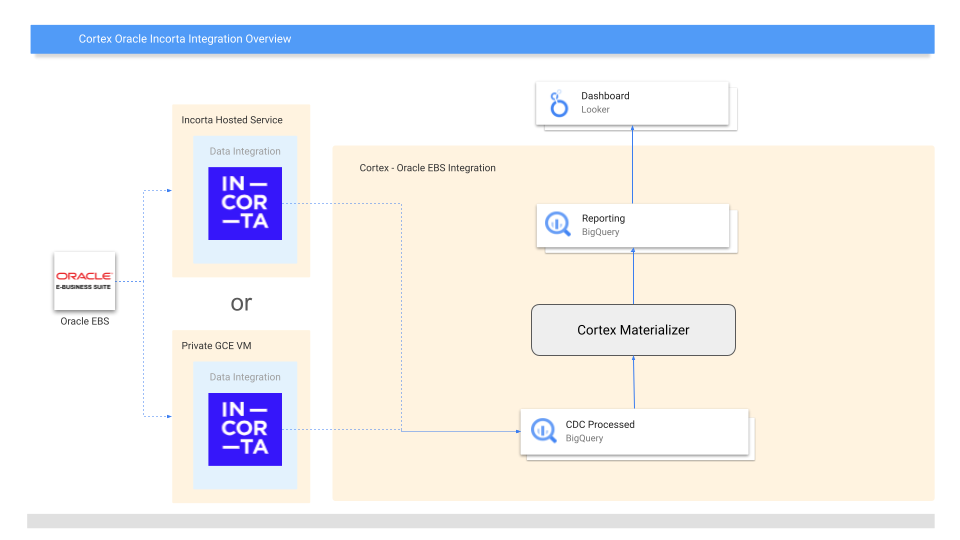 Cortex Oracle Incorta Integration Overview
Dashboard
Looker
Incorta Hosted Service
Data Integration
IN—
COR
—TA
Cortex - Oracle EBS Integration
Reporting
BigQuery
ORACLE
E-BUSINESS SUITE
Oracle EBS
or
Cortex Materializer
Private GCE VM
Data Integration
IN—
COR
—TA
CDC Processed
BigQuery